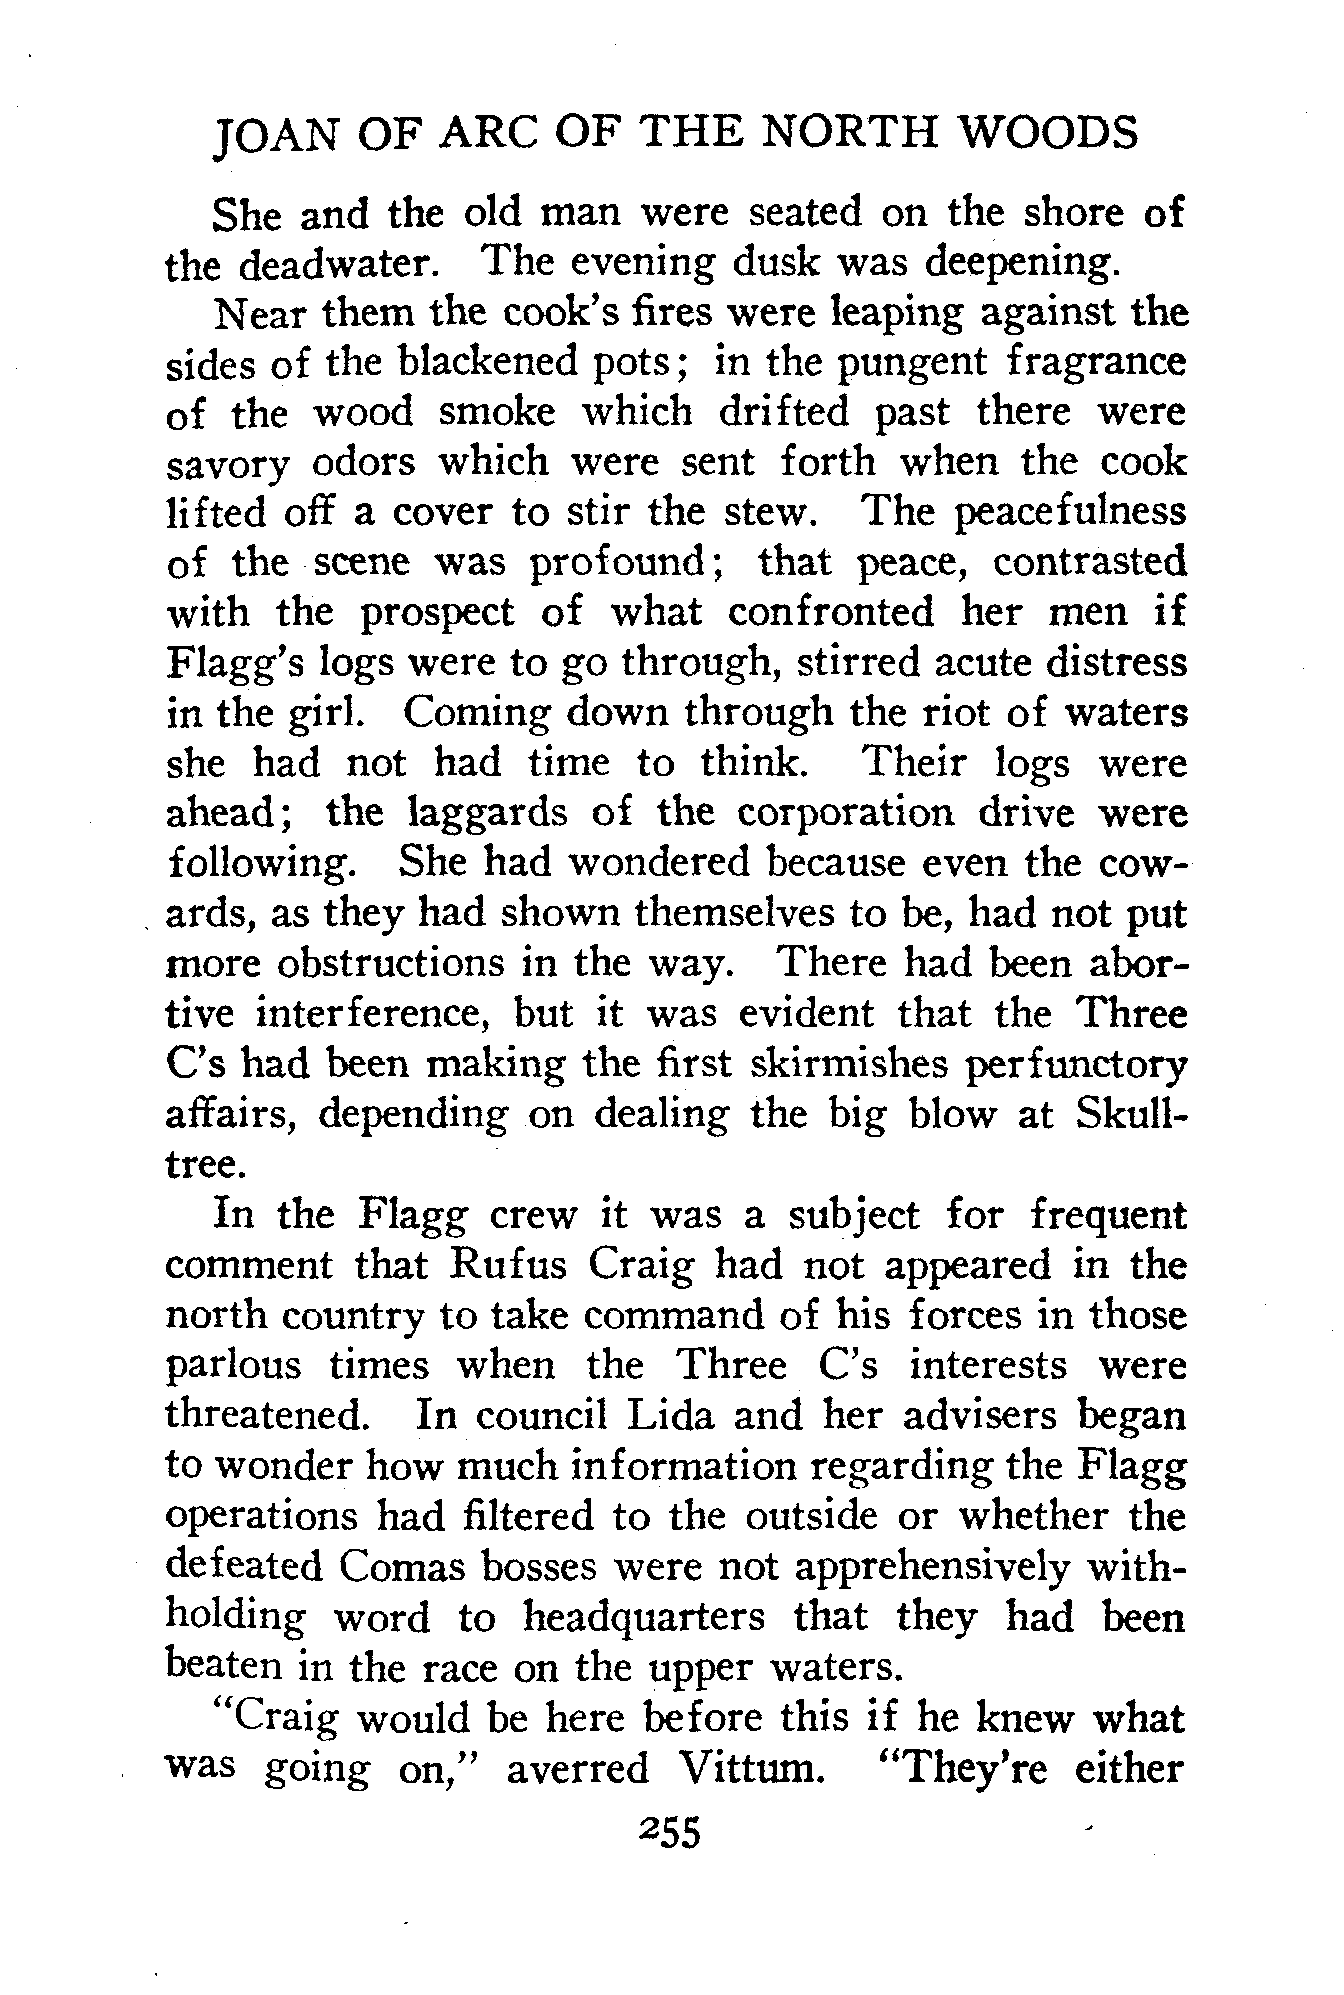 JOAN OF ARC OF THE NORTH WOODS
She and the old man were seated on the shore of
the deadwater. The evening dusk was deepening.
Near them the cook's fires were leaping against the
sides of the blackened pots; in the pungent fragrance
of the wood smoke which drifted past there were
savory odors which were sent forth when the cook
lifted off a cover to stir the stew. The peacefulness
of the scene was profound; that peace, contrasted
with the prospect of what confronted her men if
Flagg's logs were to go through, stirred acute distress
in the girl. Coming down through the riot of waters
she had not had time to think. Their logs were
ahead; the laggards of the corporation drive were
following. She had wondered because even the cow-
ards, as they had shown themselves to be, had not put
more obstructions in the way. There had been abor-
tive interference, but it was evident that the Three
C's had been making the first skirmishes perfunctory
affairs, depending on dealing the big blow at Skull-
tree.
In the Flagg crew it was a subject for frequent
comment that Rufus Craig had not appeared in the
north country to take command of his forces in those
parlous times when the Three C's interests were
threatened. In council Lida and her advisers began
to wonder how much information regarding the Flagg
operations had filtered to the outside or whether the
defeated Comas bosses were not apprehensively with-
holding word to headquarters that they had been
beaten in the race on the upper waters.
"Craig would be here before this if he knew what
was going on," averred Vittum. "They're either
255